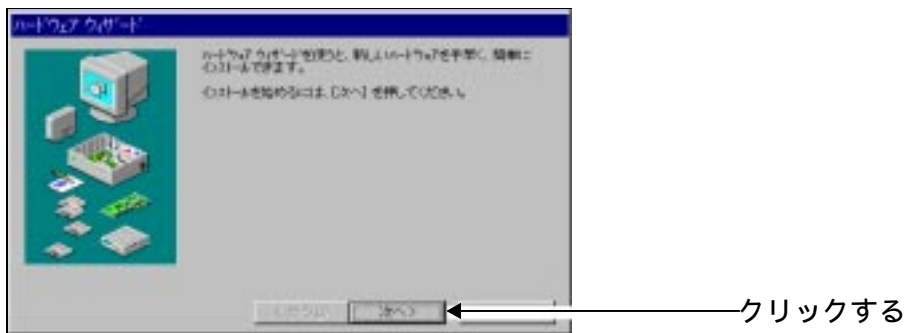 ハードウェア ウィザード
ハードウェア ウィザードを使うと、新しいハードウェアを手早く、簡単に
インストールできます。
インストールを始めるには、[次へ] を押してください。
次へ>
クリックする